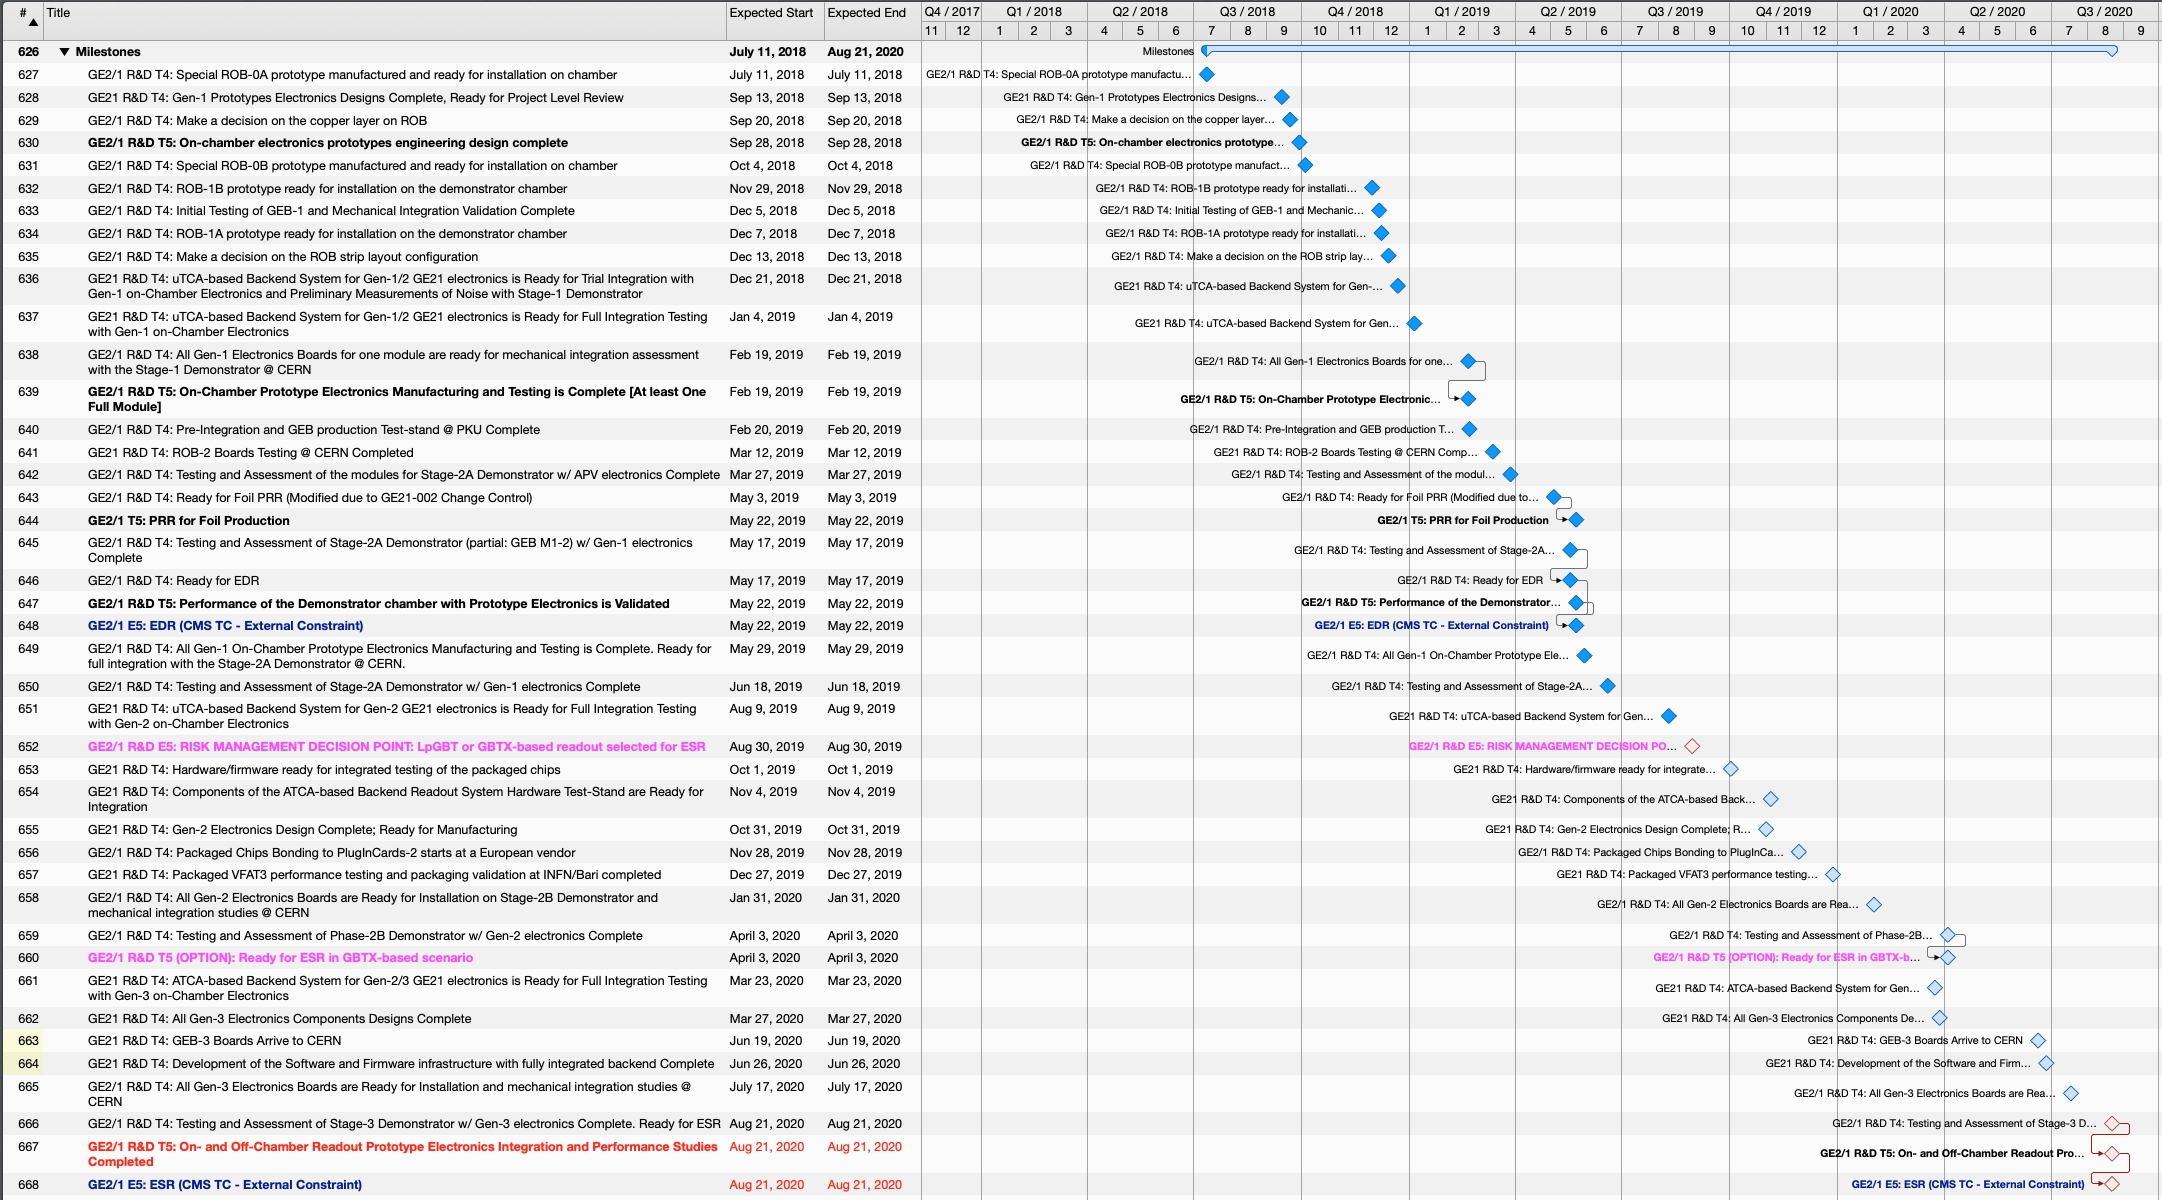 # Title Expected Start Expected End Q4 / 2017 Q1 / 2018 Q2 / 2018 Q3 / 2018 Q4 / 2018 Q1 / 2019 Q2 / 2019 Q3 / 2019 Q4 / 2019 Q1 / 2020 Q2 / 2020 Q3 / 2020
11 12 1 2 3 4 5 6 7 8 9 10 11 12 1 2 3 4 5 6 7 8 9 10 11 12 1 2 3 4 5 6 7 8 9
626 Milestones July 11, 2018 Aug 21, 2020 Milestones
627 GE2/1 R&D T4: Special ROB-0A prototype manufactured and ready for installation on chamber July 11, 2018 July 11, 2018 GE2/1 R&D T4: Special ROB-0A prototype manufactu...
628 GE21 R&D T4: Gen-1 Prototypes Electronics Designs Complete, Ready for Project Level Review Sep 13, 2018 Sep 13, 2018 GE21 R&D T4: Gen-1 Prototypes Electronics Designs...
629 GE2/1 R&D T4: Make a decision on the copper layer on ROB Sep 20, 2018 Sep 20, 2018 GE2/1 R&D T4: Make a decision on the copper layer...
630 GE2/1 R&D T5: On-chamber electronics prototypes engineering design complete Sep 28, 2018 Sep 28, 2018 GE2/1 R&D T5: On-chamber electronics prototype...
631 GE2/1 R&D T4: Special ROB-0B prototype manufactured and ready for installation on chamber Oct 4, 2018 Oct 4, 2018 GE2/1 R&D T4: Special ROB-0B prototype manufact...
632 GE2/1 R&D T4: ROB-1B prototype ready for installation on the demonstrator chamber Nov 29, 2018 Nov 29, 2018 GE2/1 R&D T4: ROB-1B prototype ready for installati...
633 GE2/1 R&D T4: Initial Testing of GEB-1 and Mechanical Integration Validation Complete Dec 5, 2018 Dec 5, 2018 GE2/1 R&D T4: Initial Testing of GEB-1 and Mechanic...
634 GE2/1 R&D T4: ROB-1A prototype ready for installation on the demonstrator chamber Dec 7, 2018 Dec 7, 2018 GE2/1 R&D T4: ROB-1A prototype ready for installati...
635 GE2/1 R&D T4: Make a decision on the ROB strip layout configuration Dec 13, 2018 Dec 13, 2018 GE2/1 R&D T4: Make a decision on the ROB strip lay...
636 GE21 R&D T4: uTCA-based Backend System for Gen-1/2 GE21 electronics is Ready for Trial Integration with Dec 21, 2018 Dec 21, 2018 GE21 R&D T4: uTCA-based Backend System for Gen-...
Gen-1 on-Chamber Electronics and Preliminary Measurements of Noise with Stage-1 Demonstrator
637 GE21 R&D T4: uTCA-based Backend System for Gen-1/2 GE21 electronics is Ready for Full Integration Testing Jan 4, 2019 Jan 4, 2019 GE21 R&D T4: uTCA-based Backend System for Gen...
with Gen-1 on-Chamber Electronics
638 GE2/1 R&D T4: All Gen-1 Electronics Boards for one module are ready for mechanical integration assessment Feb 19, 2019 Feb 19, 2019 GE2/1 R&D T4: All Gen-1 Electronics Boards for one...
with the Stage-1 Demonstrator @ CERN
639 GE2/1 R&D T5: On-Chamber Prototype Electronics Manufacturing and Testing is Complete [At least One Feb 19, 2019 Feb 19, 2019 GE2/1 R&D T5: On-Chamber Prototype Electronic...
Full Module]
640 GE2/1 R&D T4: Pre-Integration and GEB production Test-stand @ PKU Complete Feb 20, 2019 Feb 20, 2019 GE2/1 R&D T4: Pre-Integration and GEB production T...
641 GE21 R&D T4: ROB-2 Boards Testing @ CERN Completed Mar 12, 2019 Mar 12, 2019 GE21 R&D T4: ROB-2 Boards Testing @ CERN Comp...
642 GE2/1 R&D T4: Testing and Assessment of the modules for Stage-2A Demonstrator w/ APV electronics Complete Mar 27, 2019 Mar 27, 2019 GE2/1 R&D T4: Testing and Assessment of the modul...
643 GE2/1 R&D T4: Ready for Foil PRR (Modified due to GE21-002 Change Control) May 3, 2019 May 3, 2019 GE2/1 R&D T4: Ready for Foil PRR (Modified due to...
644 GE2/1 T5: PRR for Foil Production May 22, 2019 May 22, 2019 GE2/1 T5: PRR for Foil Production
645 GE2/1 R&D T4: Testing and Assessment of Stage-2A Demonstrator (partial: GEB M1-2) w/ Gen-1 electronics May 17, 2019 May 17, 2019 GE2/1 R&D T4: Testing and Assessment of Stage-2A...
Complete
646 GE2/1 R&D T4: Ready for EDR May 17, 2019 May 17, 2019 GE2/1 R&D T4: Ready for EDR
647 GE2/1 R&D T5: Performance of the Demonstrator chamber with Prototype Electronics is Validated May 22, 2019 May 22, 2019 GE2/1 R&D T5: Performance of the Demonstrator...
648 GE2/1 E5: EDR (CMS TC - External Constraint) May 22, 2019 May 22, 2019 GE2/1 E5: EDR (CMS TC - External Constraint)
649 GE2/1 R&D T4: All Gen-1 On-Chamber Prototype Electronics Manufacturing and Testing is Complete. Ready for May 29, 2019 May 29, 2019 GE2/1 R&D T4: All Gen-1 On-Chamber Prototype Ele...
full integration with the Stage-2A Demonstrator @ CERN.
650 GE2/1 R&D T4: Testing and Assessment of Stage-2A Demonstrator w/ Gen-1 electronics Complete Jun 18, 2019 Jun 18, 2019 GE2/1 R&D T4: Testing and Assessment of Stage-2A...
651 GE21 R&D T4: uTCA-based Backend System for Gen-2 GE21 electronics is Ready for Full Integration Testing Aug 9, 2019 Aug 9, 2019 GE21 R&D T4: uTCA-based Backend System for Gen...
with Gen-2 on-Chamber Electronics
652 GE2/1 R&D E5: RISK MANAGEMENT DECISION POINT: LpGBT or GBTX-based readout selected for ESR Aug 30, 2019 Aug 30, 2019 GE2/1 R&D E5: RISK MANAGEMENT DECISION PO...
653 GE21 R&D T4: Hardware/firmware ready for integrated testing of the packaged chips Oct 1, 2019 Oct 1, 2019 GE21 R&D T4: Hardware/firmware ready for integrate...
654 GE21 R&D T4: Components of the ATCA-based Backend Readout System Hardware Test-Stand are Ready for Nov 4, 2019 Nov 4, 2019 GE21 R&D T4: Components of the ATCA-based Back...
Integration
655 GE21 R&D T4: Gen-2 Electronics Design Complete; Ready for Manufacturing Oct 31, 2019 Oct 31, 2019 GE21 R&D T4: Gen-2 Electronics Design Complete; R...
656 GE2/1 R&D T4: Packaged Chips Bonding to PlugInCards-2 starts at a European vendor Nov 28, 2019 Nov 28, 2019 GE2/1 R&D T4: Packaged Chips Bonding to PlugInCa...
657 GE21 R&D T4: Packaged VFAT3 performance testing and packaging validation at INFN/Bari completed Dec 27, 2019 Dec 27, 2019 GE21 R&D T4: Packaged VFAT3 performance testing...
658 GE2/1 R&D T4: All Gen-2 Electronics Boards are Ready for Installation on Stage-2B Demonstrator and Jan 31, 2020 Jan 31, 2020 GE2/1 R&D T4: All Gen-2 Electronics Boards are Rea...
mechanical integration studies @ CERN
659 GE2/1 R&D T4: Testing and Assessment of Phase-2B Demonstrator w/ Gen-2 electronics Complete April 3, 2020 April 3, 2020 GE2/1 R&D T4: Testing and Assessment of Phase-2B...
660 GE2/1 R&D T5 (OPTION): Ready for ESR in GBTX-based scenario April 3, 2020 April 3, 2020 GE2/1 R&D T5 (OPTION): Ready for ESR in GBTX-b...
661 GE21 R&D T4: ATCA-based Backend System for Gen-2/3 GE21 electronics is Ready for Full Integration Testing Mar 23, 2020 Mar 23, 2020 GE21 R&D T4: ATCA-based Backend System for Gen...
with Gen-3 on-Chamber Electronics
662 GE21 R&D T4: All Gen-3 Electronics Components Designs Complete Mar 27, 2020 Mar 27, 2020 GE21 R&D T4: All Gen-3 Electronics Components De...
663 GE21 R&D T4: GEB-3 Boards Arrive to CERN Jun 19, 2020 Jun 19, 2020 GE21 R&D T4: GEB-3 Boards Arrive to CERN
664 GE21 R&D T4: Development of the Software and Firmware infrastructure with fully integrated backend Complete Jun 26, 2020 Jun 26, 2020 GE21 R&D T4: Development of the Software and Firm...
665 GE2/1 R&D T4: All Gen-3 Electronics Boards are Ready for Installation and mechanical integration studies @ July 17, 2020 July 17, 2020 GE2/1 R&D T4: All Gen-3 Electronics Boards are Rea...
CERN
666 GE2/1 R&D T4: Testing and Assessment of Stage-3 Demonstrator w/ Gen-3 electronics Complete. Ready for ESR Aug 21, 2020 Aug 21, 2020 GE2/1 R&D T4: Testing and Assessment of Stage-3 D...
667 GE2/1 R&D T5: On- and Off-Chamber Readout Prototype Electronics Integration and Performance Studies Aug 21, 2020 Aug 21, 2020 GE2/1 R&D T5: On- and Off-Chamber Readout Pro...
Completed
668 GE2/1 E5: ESR (CMS TC - External Constraint) Aug 21, 2020 Aug 21, 2020 GE2/1 E5: ESR (CMS TC - External Constraint)